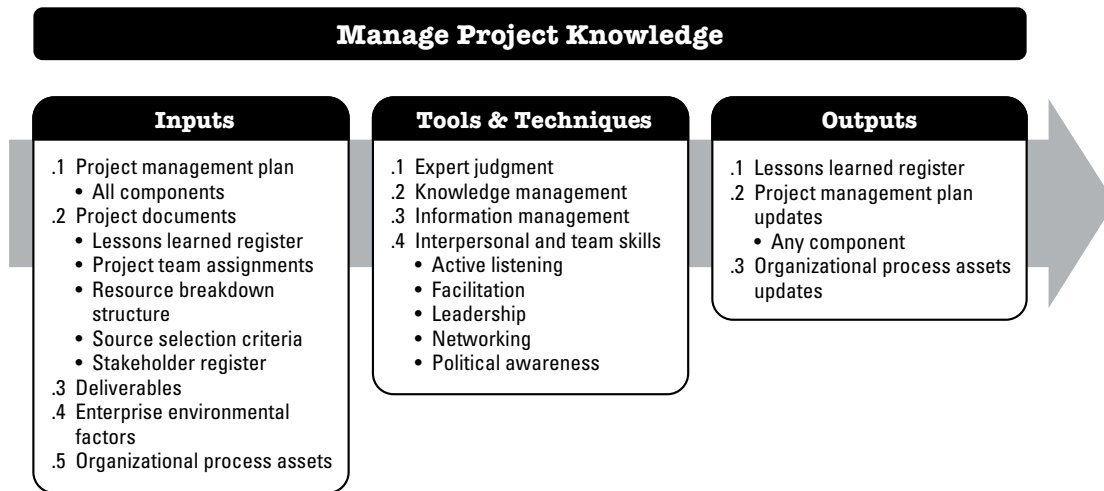 Manage Project Knowledge
Inputs
.1 Project management plan
• All components
.2 Project documents
• Lessons learned register
• Project team assignments
• Resource breakdown
structure
• Source selection criteria
• Stakeholder register
.3 Deliverables
.4 Enterprise environmental
factors
.5 Organizational process assets
Tools & Techniques
.1 Expert judgment
.2 Knowledge management
.3 Information management
.4 Interpersonal and team skills
• Active listening
• Facilitation
• Leadership
• Networking
• Political awareness
Outputs
.1 Lessons learned register
.2 Project management plan
updates
• Any component
.3 Organizational process assets
updates